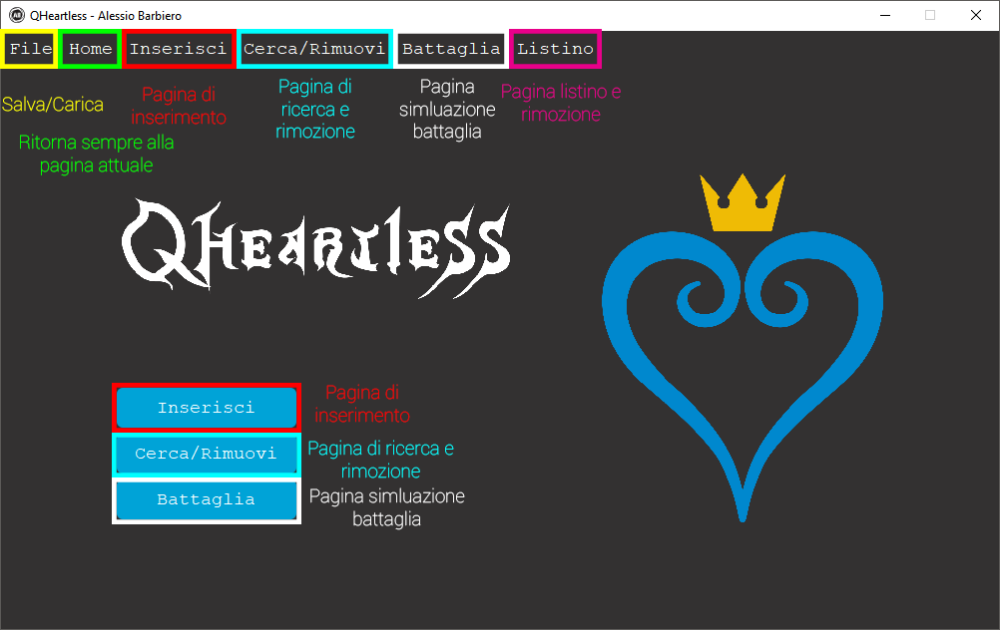 QHeartless - Alessio Barbiero
File Home Inserisci Cerca/Rimuovi Battaglia Listino
Salva/Carica
Ritorna sempre alla
pagina attuale
Pagina di
inserimento
Pagina di
ricerca e
rimozione
Pagina
simluazione
battaglia
Pagina listino e
rimozione
QHEARTLESS
Inserisci
Pagina di
inserimento
Cerca/Rimuovi
Pagina di ricerca e
rimozione
Battaglia
Pagina simluazione
battaglia